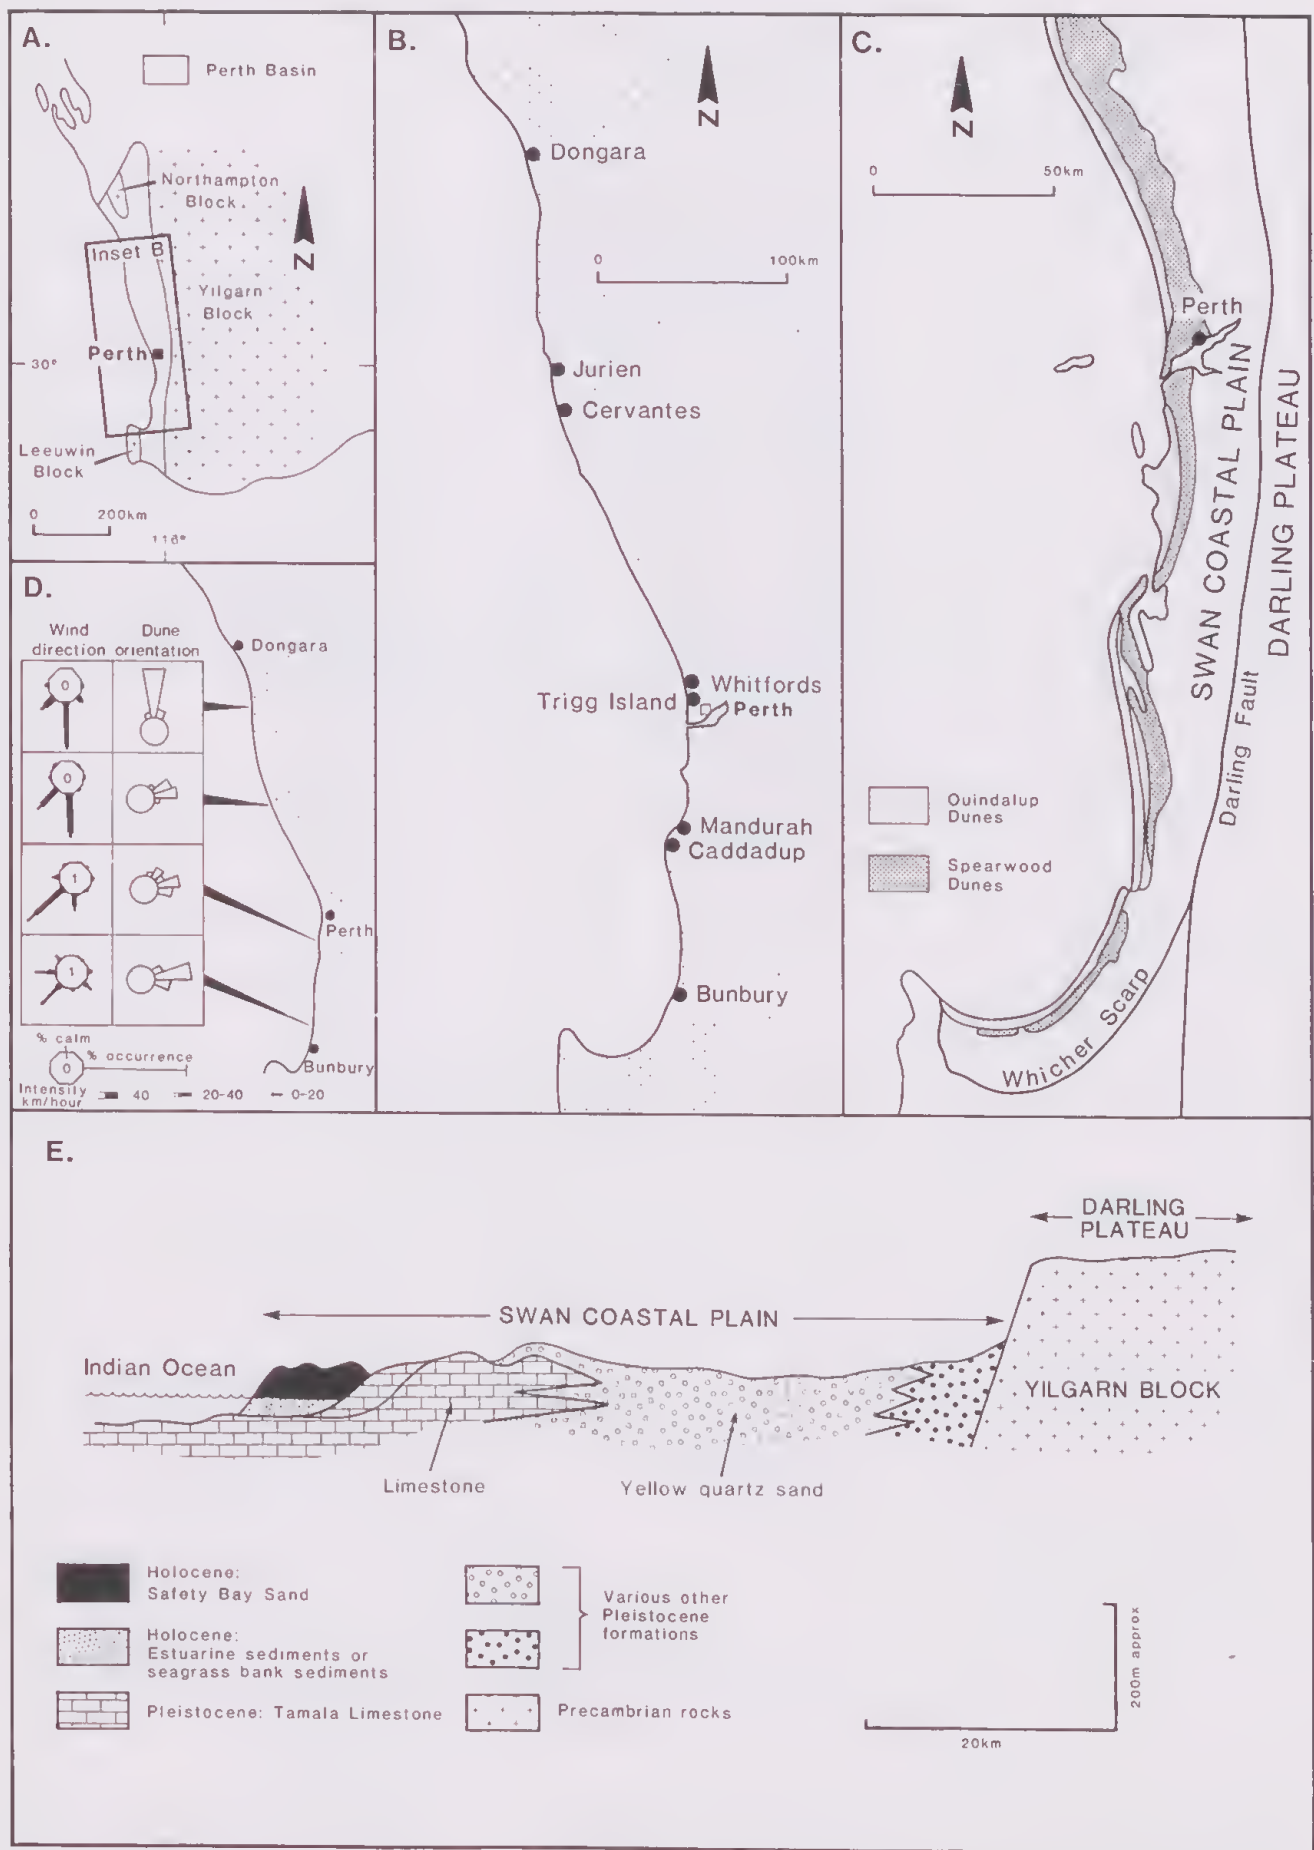 A.
Perth Basin
Northampton
Block
N
Inset B
Yilgarn
Block
Perth
30°
Leeuwin
Block
0 200km
116°
B.
N
Dongara
0 100km
Jurien
Cervantes
Whitfords
Trigg Island
Perth
Mandurah
Caddadup
Bunbury
C.
N
0 50km
Perth
SWAN COASTAL PLAIN
DARLING PLATEAU
Darling Fault
Quindalup
Dunes
Spearwood
Dunes
Whicher Scarp
D.
Wind
direction
Dune
orientation
0
0
1
1
Dongara
Perth
Bunbury
% calm
% occurrence
0
Intensity
km/hour
40 20-40 0-20
E.
DARLING
PLATEAU
SWAN COASTAL PLAIN
Indian Ocean
YILGARN BLOCK
Limestone
Yellow quartz sand
Holocene:
Safety Bay Sand
Holocene:
Estuarine sediments or
seagrass bank sediments
Pleistocene: Tamala Limestone
Various other
Pleistocene
formations
Precambrian rocks
200m approx
20km